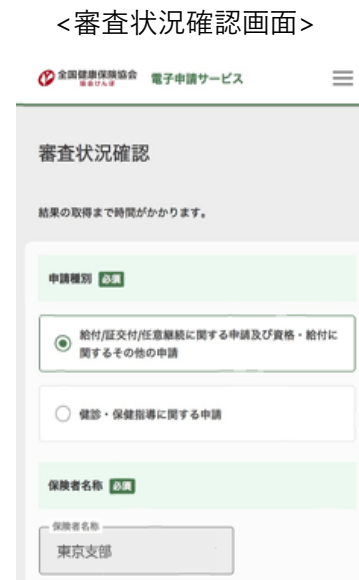 <審査状況確認画面>
全国健康保険協会
協会けんぽ
電子申請サービス
審査状況確認
結果の取得まで時間がかかります。
申請種別 必須
給付/証交付/任意継続に関する申請及び資格・給付に
関するその他の申請
健診・保健指導に関する申請
保険者名称 必須
保険者名称
東京支部